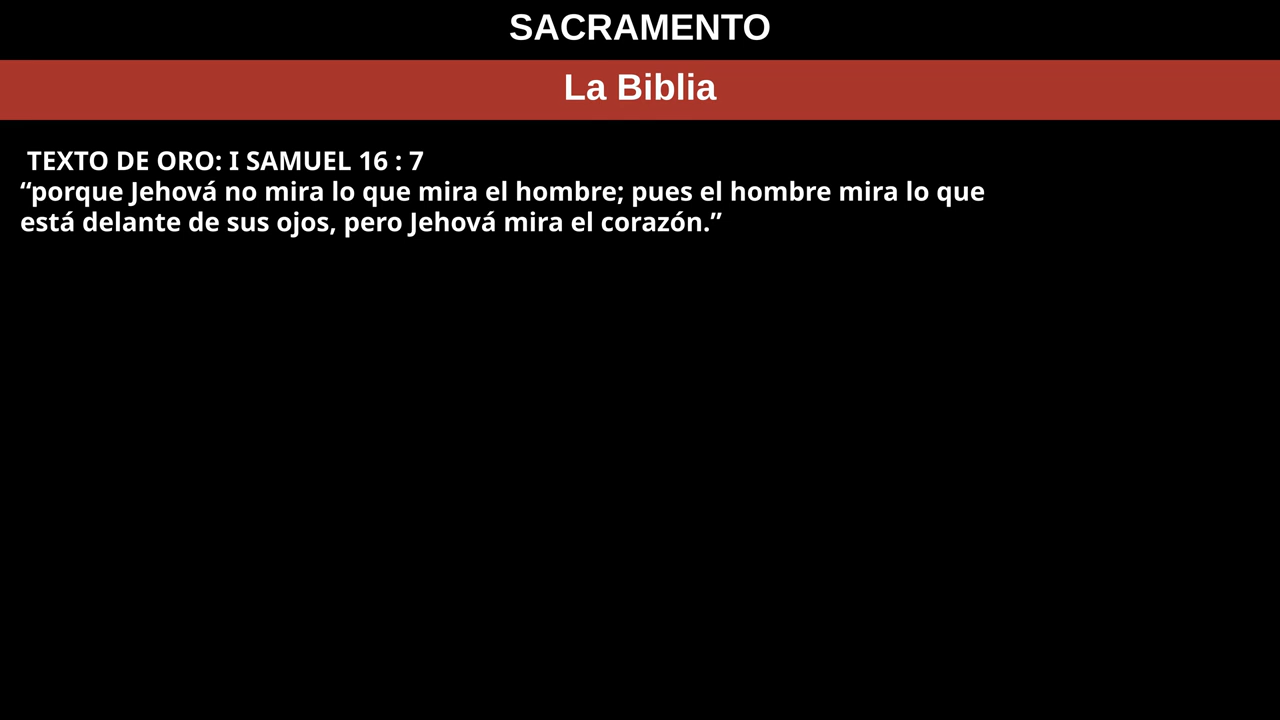 SACRAMENTO
La Biblia
TEXTO DE ORO: I SAMUEL 16 : 7
“porque Jehová no mira lo que mira el hombre; pues el hombre mira lo que
está delante de sus ojos, pero Jehová mira el corazón.”